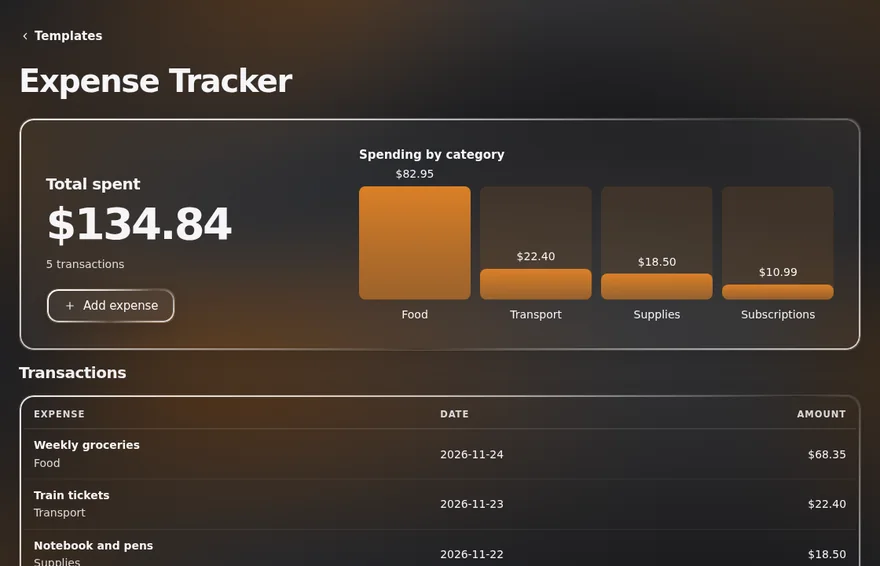 Templates
Expense Tracker
Total spent
$134.84
5 transactions
+ Add expense
Spending by category
$82.95
$22.40
$18.50
$10.99
Food
Transport
Supplies
Subscriptions
Transactions
EXPENSE DATE AMOUNT
Weekly groceries
Food
2026-11-24
$68.35
Train tickets
Transport
2026-11-23
$22.40
Notebook and pens
Supplies
2026-11-22
$18.50